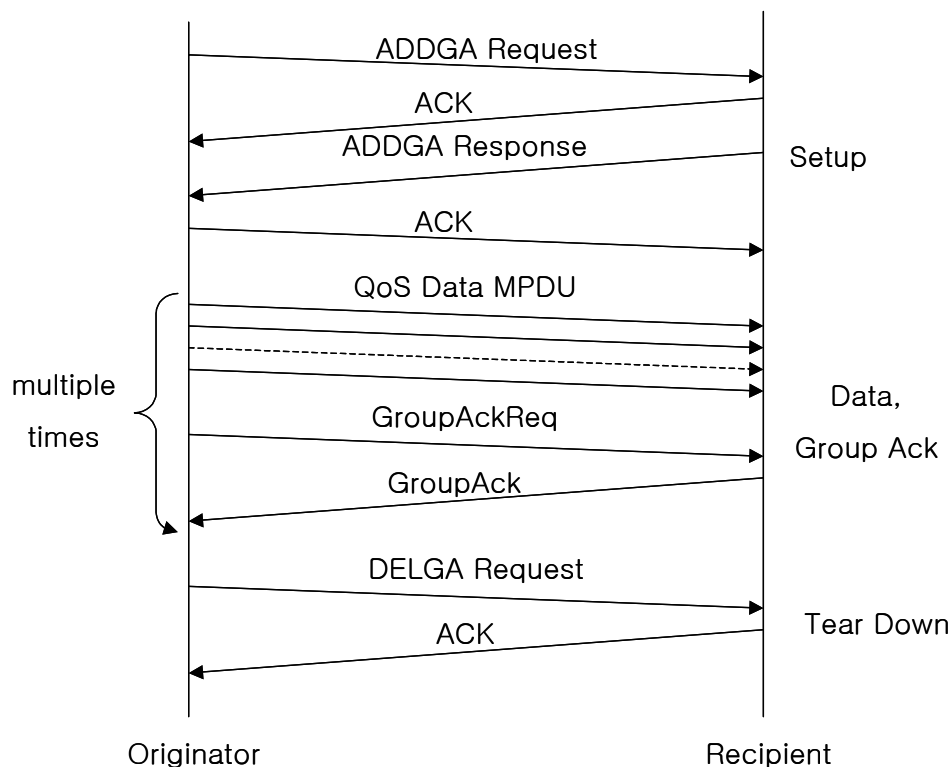 ADDGA Request
ACK
ADDGA Response
Setup
ACK
QoS Data MPDU
multiple
times
Data,
GroupAckReq
Group Ack
GroupAck
DELGA Request
Tear Down
ACK
Originator
Recipient